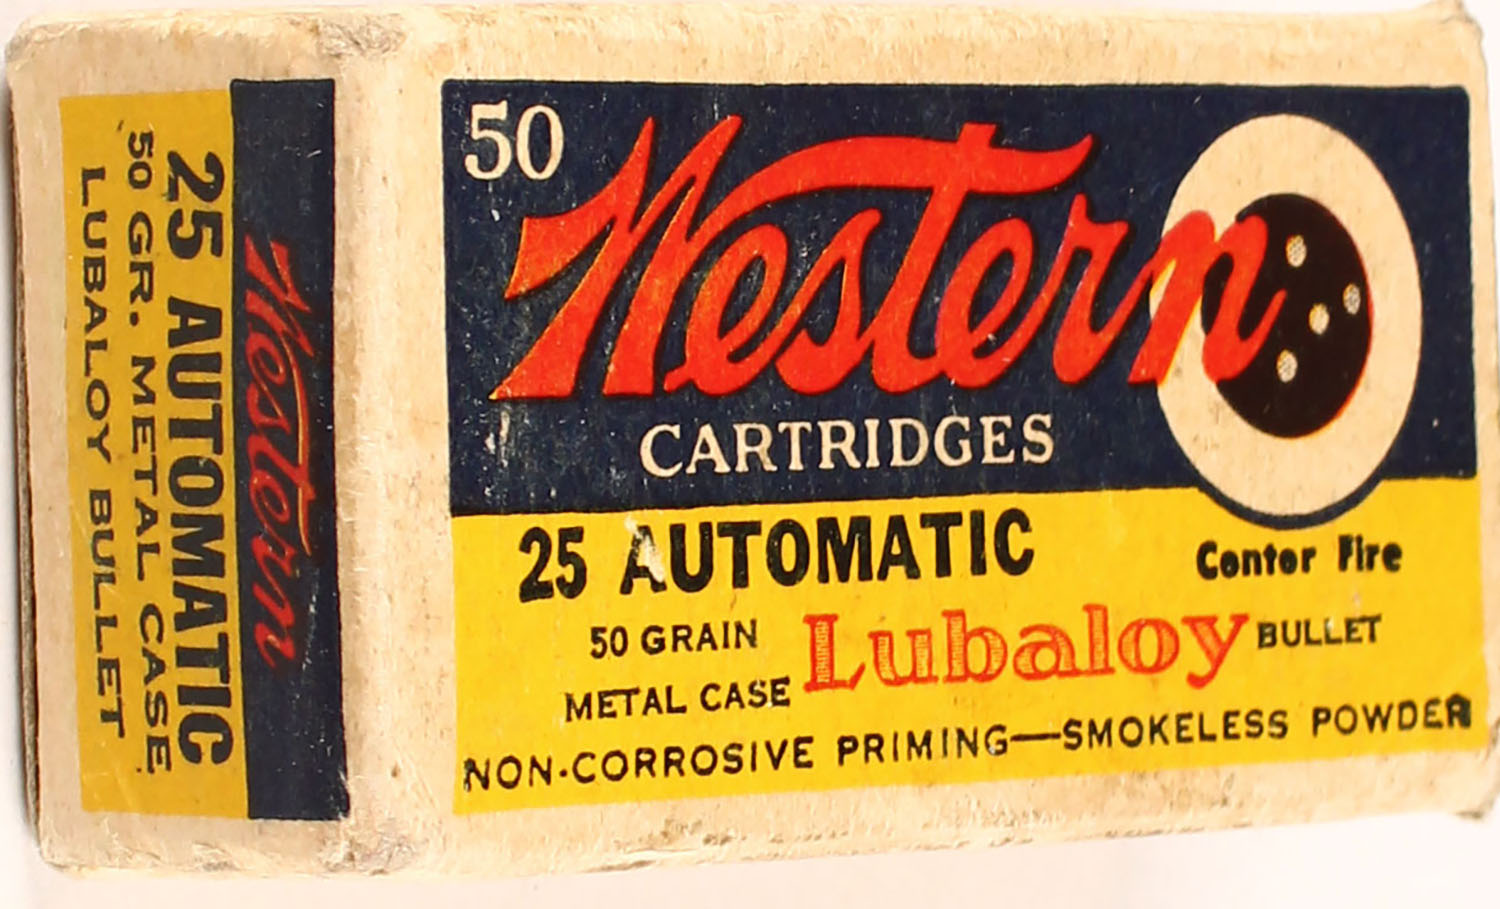 50
Western
CARTRIDGES
25 AUTOMATIC
Center Fire
50 GRAIN
METAL CASE
Lubaloy BULLET
NON-CORROSIVE PRIMING—SMOKELESS POWDER
Western
25 AUTOMATIC
50 GR. METAL CASE
LUBALOY BULLET